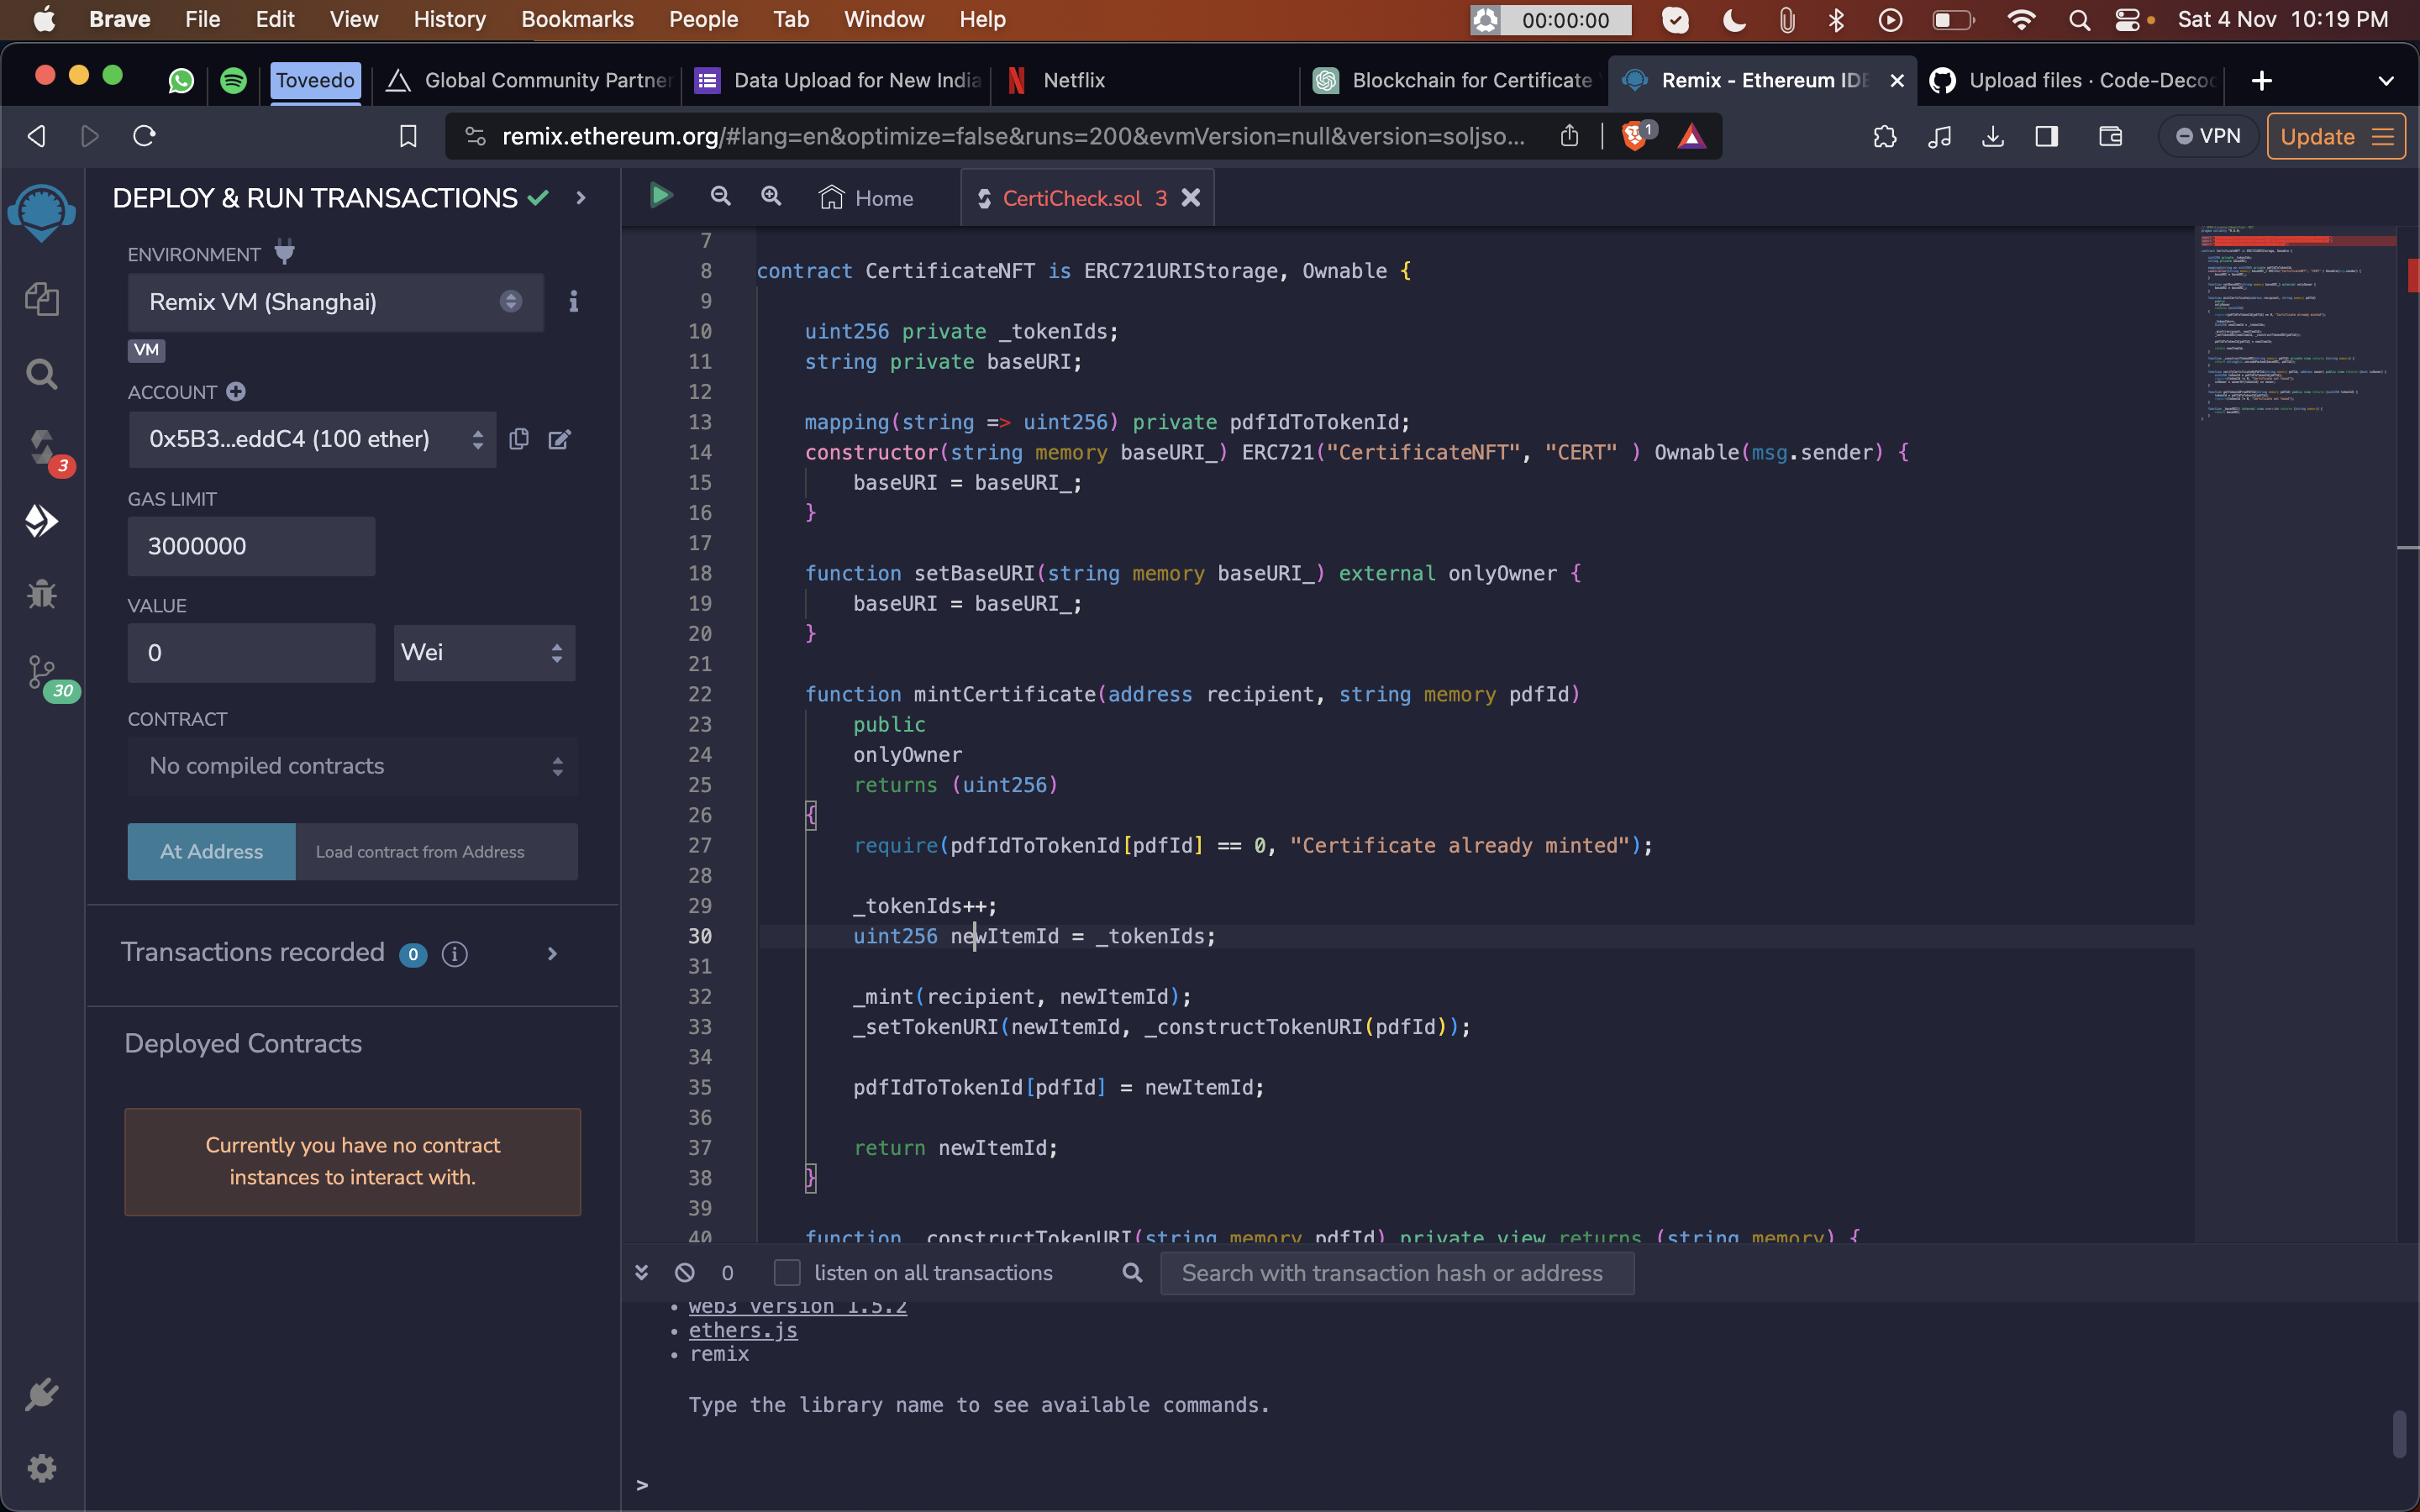 Brave File Edit View History Bookmarks People Tab Window Help 00:00:00 Sat 4 Nov 10:19 PM
Toveedo Global Community Partner Data Upload for New India Netflix Blockchain for Certificate Remix - Ethereum IDE Upload files · Code-Decod
remix.ethereum.org/#lang=en&optimize=false&runs=200&evmVersion=null&version=soljso... 1 VPN Update
DEPLOY & RUN TRANSACTIONS
ENVIRONMENT
Remix VM (Shanghai)
VM
ACCOUNT
0x5B3...eddC4 (100 ether)
3
GAS LIMIT
3000000
VALUE
0 Wei
30
CONTRACT
No compiled contracts
At Address Load contract from Address
Transactions recorded 0 i
Deployed Contracts
Currently you have no contract
instances to interact with.
Home CertiCheck.sol 3
7
8 contract CertificateNFT is ERC721URIStorage, Ownable {
9
10 uint256 private _tokenIds;
11 string private baseURI;
12
13 mapping(string => uint256) private pdfIdToTokenId;
14 constructor(string memory baseURI_) ERC721("CertificateNFT", "CERT" ) Ownable(msg.sender) {
15 baseURI = baseURI_;
16 }
17
18 function setBaseURI(string memory baseURI_) external onlyOwner {
19 baseURI = baseURI_;
20 }
21
22 function mintCertificate(address recipient, string memory pdfId)
23 public
24 onlyOwner
25 returns (uint256)
26 {
27 require(pdfIdToTokenId[pdfId] == 0, "Certificate already minted");
28
29 _tokenIds++;
30 uint256 newItemId = _tokenIds;
31
32 _mint(recipient, newItemId);
33 _setTokenURI(newItemId, _constructTokenURI(pdfId));
34
35 pdfIdToTokenId[pdfId] = newItemId;
36
37 return newItemId;
38 }
39
40 function _constructTokenURI(string memory pdfId) private view returns (string memory) {
0 listen on all transactions Search with transaction hash or address
• web3 version 1.5.2
• ethers.js
• remix
Type the library name to see available commands.
>